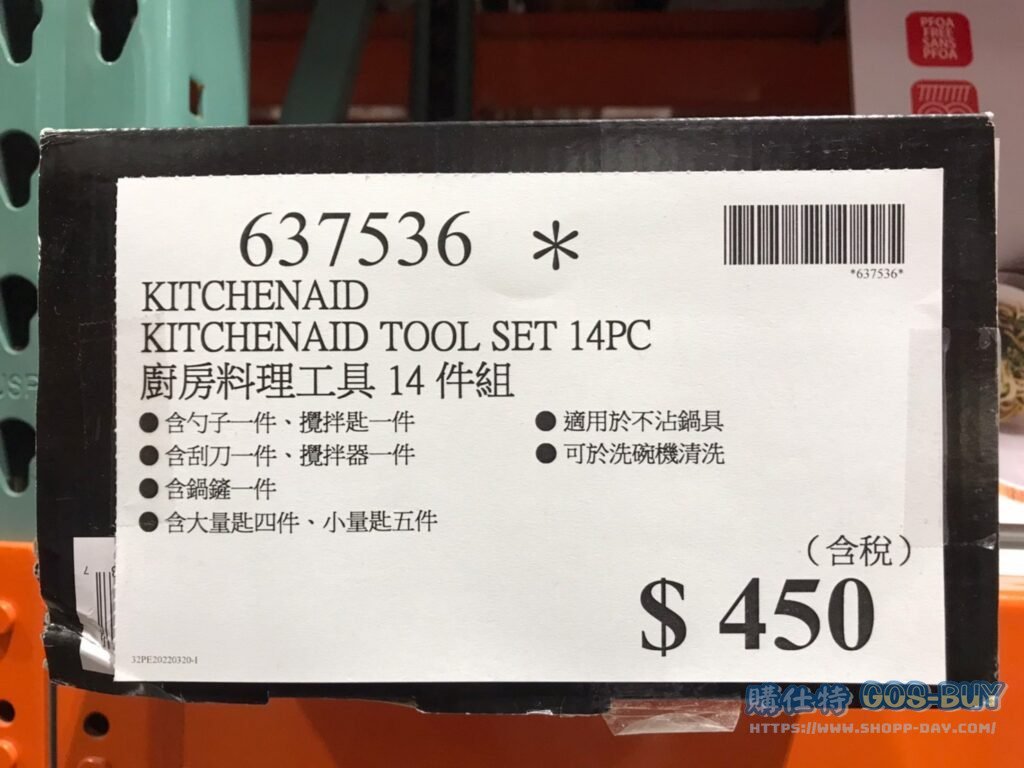 PFOA
FREE
SANS
PFOA
637536 *
*637536*
KITCHENAID
KITCHENAID TOOL SET 14PC
廚房料理工具 14 件組
● 含勺子一件、攪拌匙一件
● 含刮刀一件、攪拌器一件
● 含鍋鏟一件
● 含大量匙四件、小量匙五件
● 適用於不沾鍋具
● 可於洗碗機清洗
（含稅）
$ 450
32PE20220320-1
購仕特 GOS-BUY
HTTPS://WWW.SHOPP-DAY.COM/